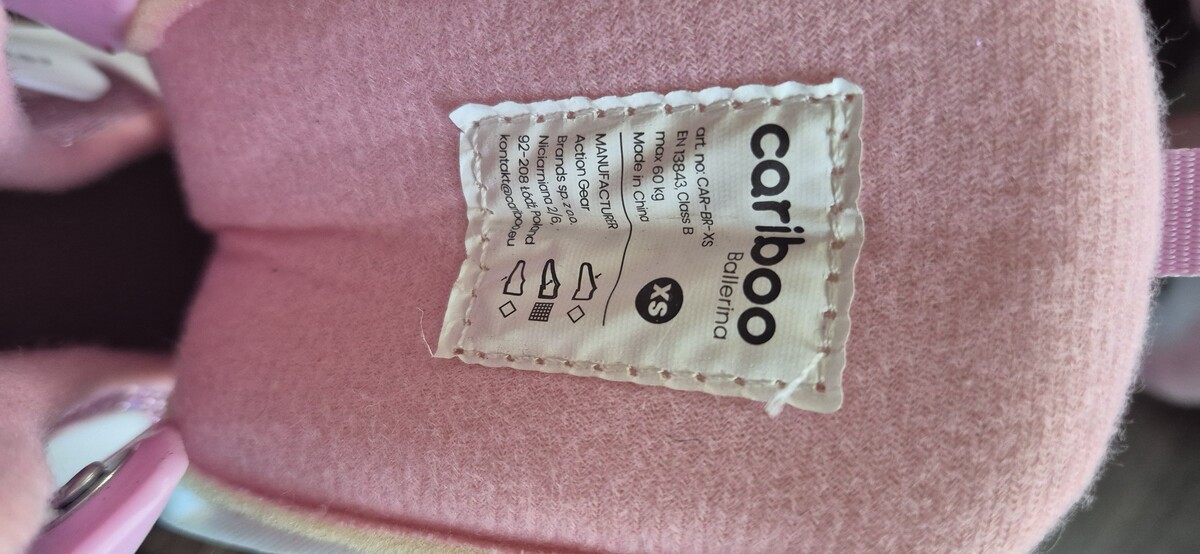 cariboo
Ballerina
art. no: CAR-BR-XS
EN 13843, Class B
max 60 kg
Made in China
XS
MANUFACTURER
Action Gear
Brands sp. z o.o.
Niciarniana 2/6,
92-208 Łódź, Poland
kontakt@cariboo.eu